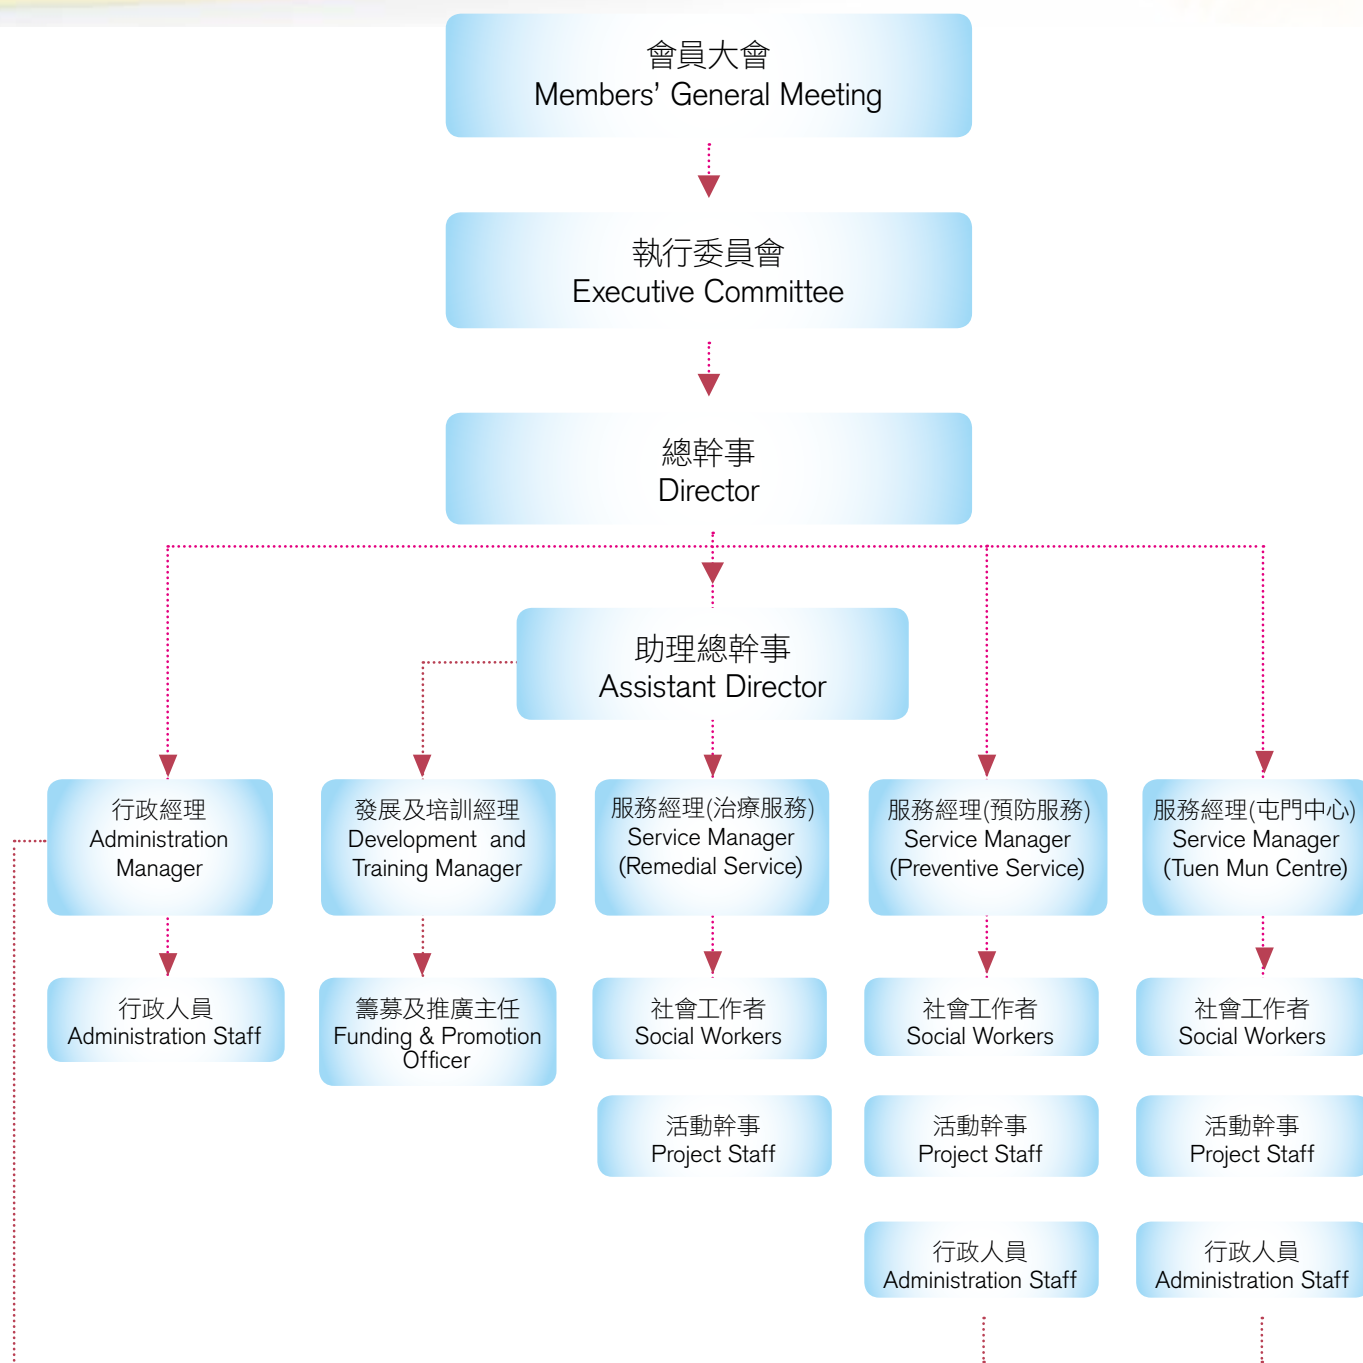 會員大會
Members’ General Meeting
執行委員會
Executive Committee
總幹事
Director
助理總幹事
Assistant Director
行政經理
Administration
Manager
發展及培訓經理
Development and
Training Manager
服務經理(治療服務)
Service Manager
(Remedial Service)
服務經理(預防服務)
Service Manager
(Preventive Service)
服務經理(屯門中心)
Service Manager
(Tuen Mun Centre)
行政人員
Administration Staff
籌募及推廣主任
Funding & Promotion
Officer
社會工作者
Social Workers
社會工作者
Social Workers
社會工作者
Social Workers
活動幹事
Project Staff
活動幹事
Project Staff
活動幹事
Project Staff
行政人員
Administration Staff
行政人員
Administration Staff